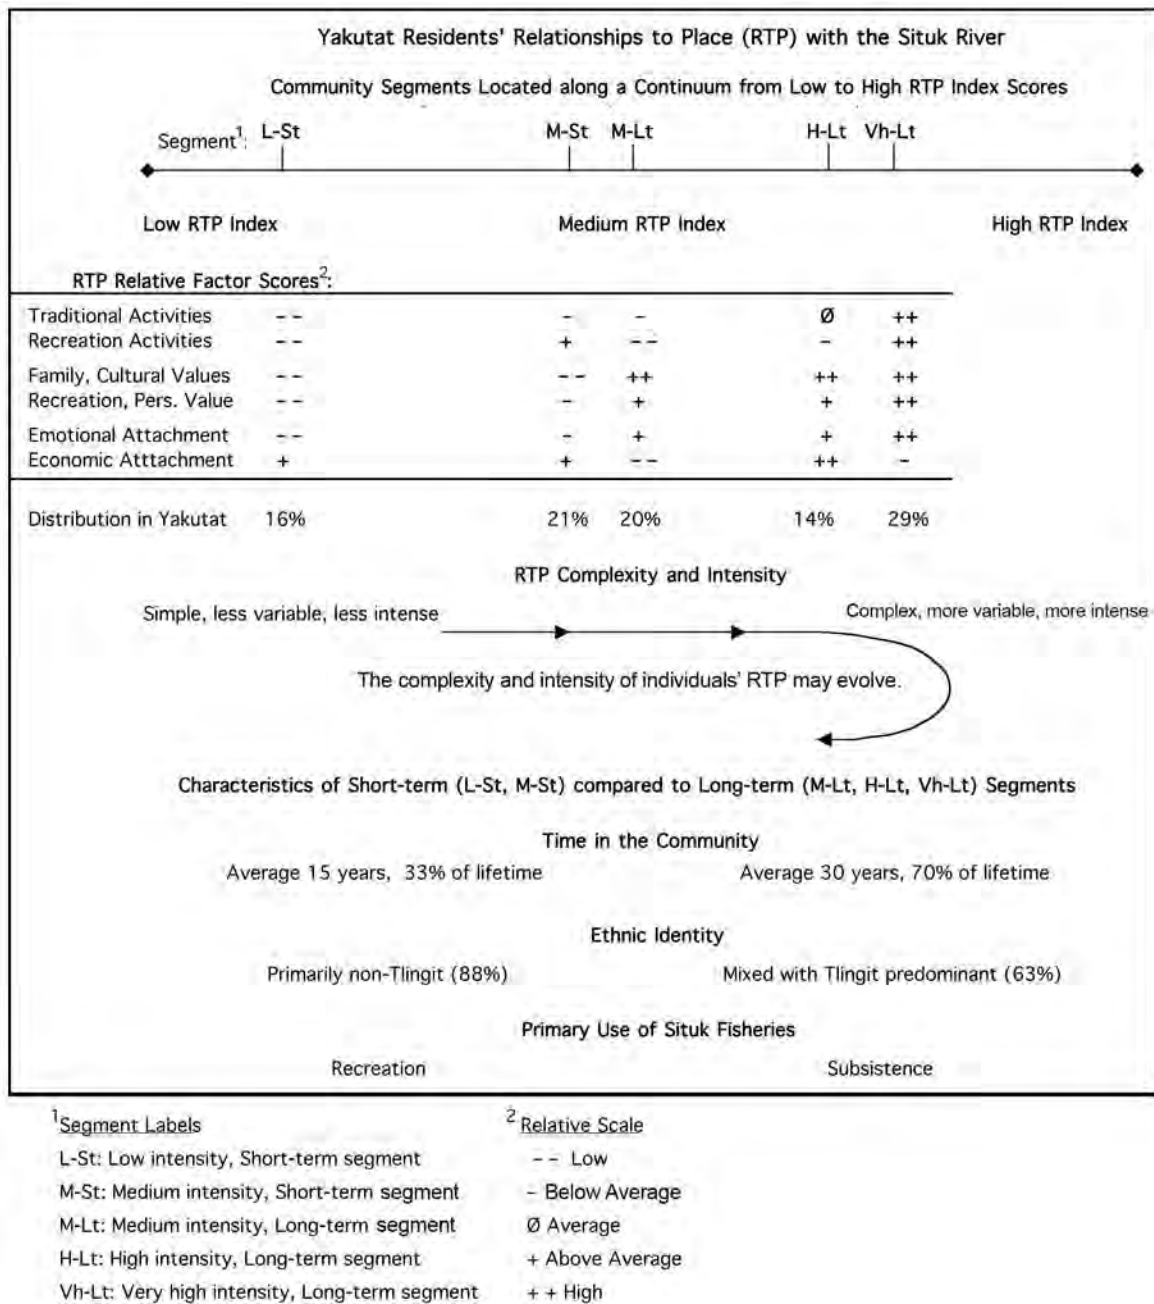 Yakutat Residents' Relationships to Place (RTP) with the Situk River
Community Segments Located along a Continuum from Low to High RTP Index Scores
Segment1: L-St M-St M-Lt H-Lt Vh-Lt
Low RTP Index Medium RTP Index High RTP Index
RTP Relative Factor Scores2:
Traditional Activities -- - - Ø ++
Recreation Activities -- + -- - ++
Family, Cultural Values -- -- ++ ++ ++
Recreation, Pers. Value -- - + + ++
Emotional Attachment -- - + + ++
Economic Atttachment + + -- ++ -
Distribution in Yakutat 16% 21% 20% 14% 29%
RTP Complexity and Intensity
Simple, less variable, less intense Complex, more variable, more intense
The complexity and intensity of individuals' RTP may evolve.
Characteristics of Short-term (L-St, M-St) compared to Long-term (M-Lt, H-Lt, Vh-Lt) Segments
Time in the Community
Average 15 years, 33% of lifetime Average 30 years, 70% of lifetime
Ethnic Identity
Primarily non-Tlingit (88%) Mixed with Tlingit predominant (63%)
Primary Use of Situk Fisheries
Recreation Subsistence
1Segment Labels 2Relative Scale
L-St: Low intensity, Short-term segment -- Low
M-St: Medium intensity, Short-term segment - Below Average
M-Lt: Medium intensity, Long-term segment Ø Average
H-Lt: High intensity, Long-term segment + Above Average
Vh-Lt: Very high intensity, Long-term segment ++ High